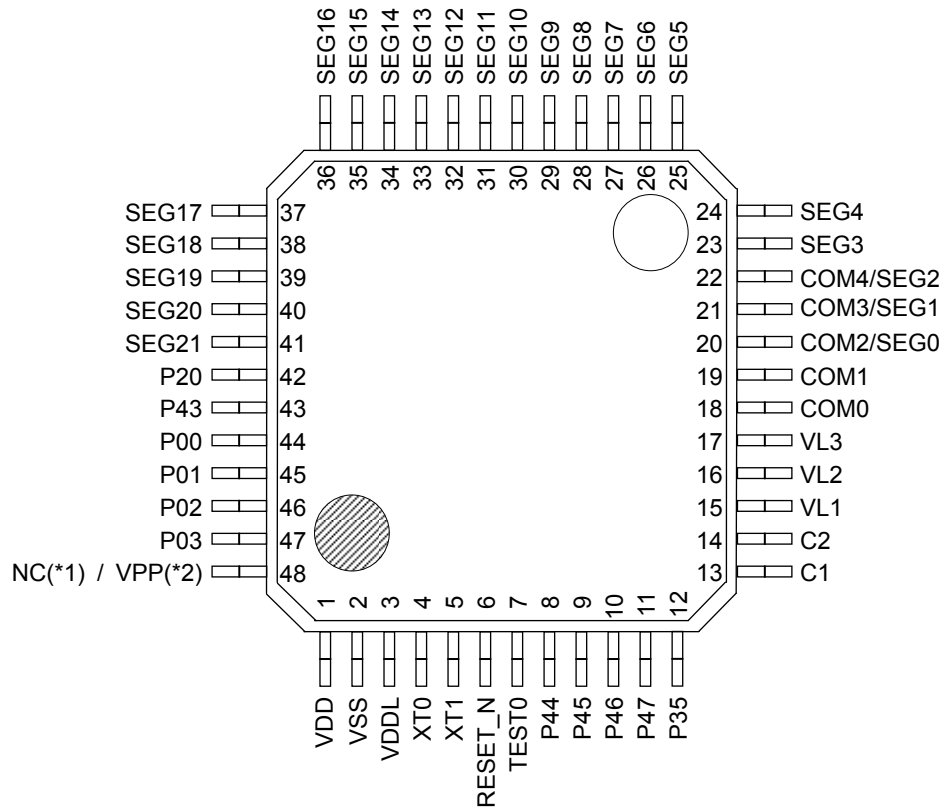 SEG16
SEG15
SEG14
SEG13
SEG12
SEG11
SEG10
SEG9
SEG8
SEG7
SEG6
SEG5
36
35
34
33
32
31
30
29
28
27
26
25
SEG17 37
SEG18 38
SEG19 39
SEG20 40
SEG21 41
P20 42
P43 43
P00 44
P01 45
P02 46
P03 47
NC(*1) / VPP(*2) 48
24 SEG4
23 SEG3
22 COM4/SEG2
21 COM3/SEG1
20 COM2/SEG0
19 COM1
18 COM0
17 VL3
16 VL2
15 VL1
14 C2
13 C1
1
2
3
4
5
6
7
8
9
10
11
12
VDD
VSS
VDDL
XT0
XT1
RESET_N
TEST0
P44
P45
P46
P47
P35